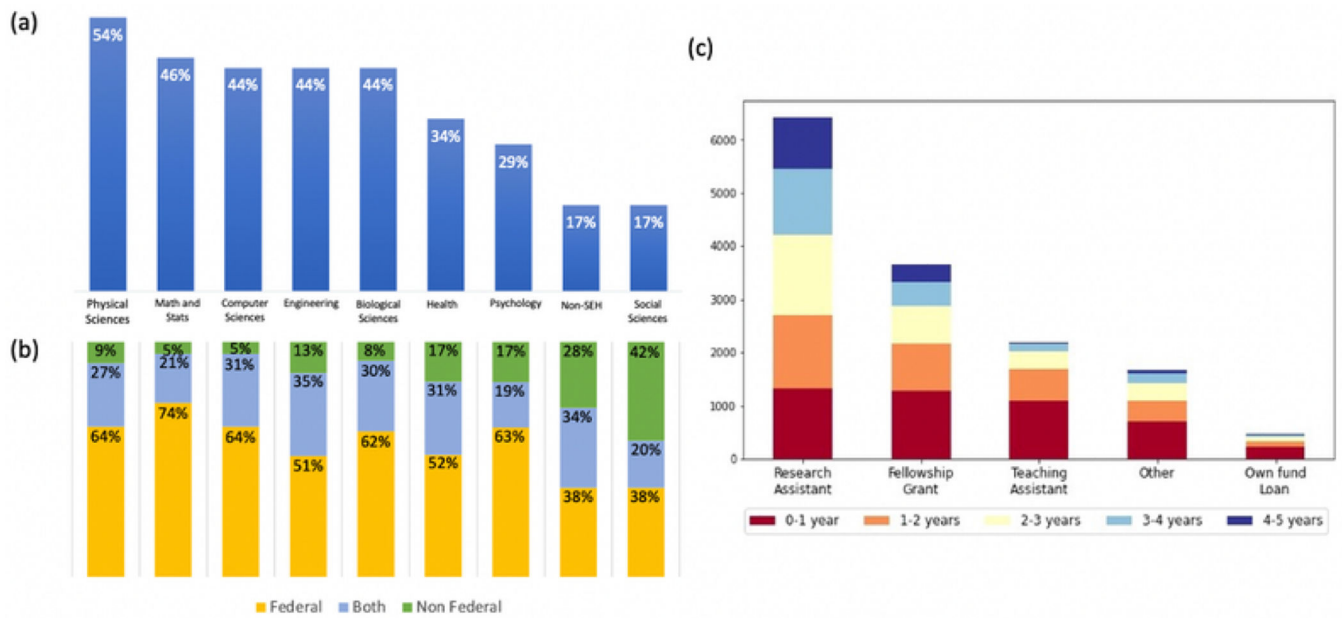 (a)
54%
46%
44%
44%
44%
34%
29%
17%
17%
Physical
Sciences
Math and
Stats
Computer
Sciences
Engineering
Biological
Sciences
Health
Psychology
Non-SEH
Social
Sciences
(b)
9%
5%
5%
13%
8%
17%
17%
28%
42%
27%
21%
31%
35%
30%
31%
19%
34%
20%
64%
74%
64%
51%
62%
52%
63%
38%
38%
Federal
Both
Non Federal
(c)
6000
5000
4000
3000
2000
1000
0
Research
Assistant
Fellowship
Grant
Teaching
Assistant
Other
Own fund
Loan
0-1 year
1-2 years
2-3 years
3-4 years
4-5 years